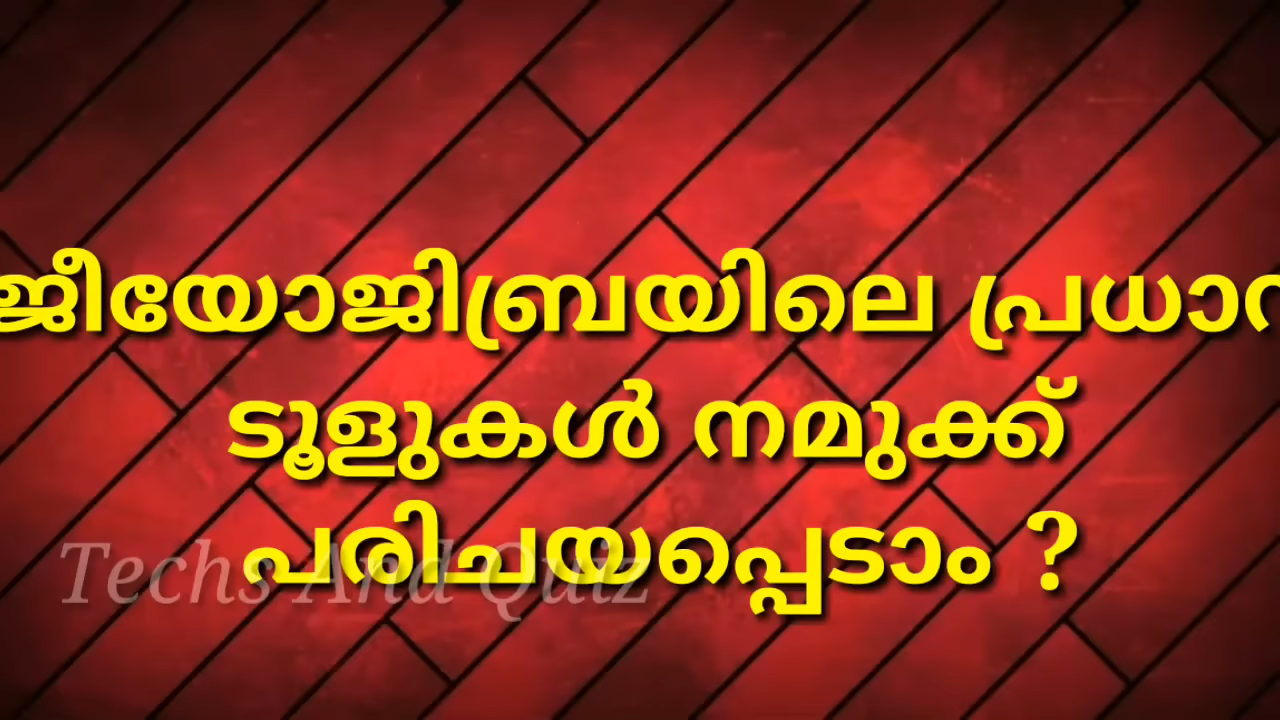 ജീയോജിബ്രയിലെ പ്രധാന
ടൂളുകൾ നമുക്ക്
പരിചയപ്പെടാം ?
Techs And Quiz